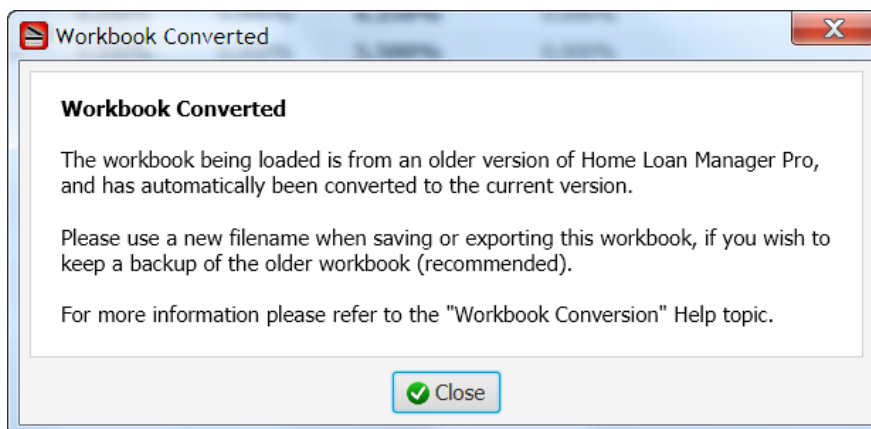 Workbook Converted
Workbook Converted
The workbook being loaded is from an older version of Home Loan Manager Pro,
and has automatically been converted to the current version.
Please use a new filename when saving or exporting this workbook, if you wish to
keep a backup of the older workbook (recommended).
For more information please refer to the "Workbook Conversion" Help topic.
Close